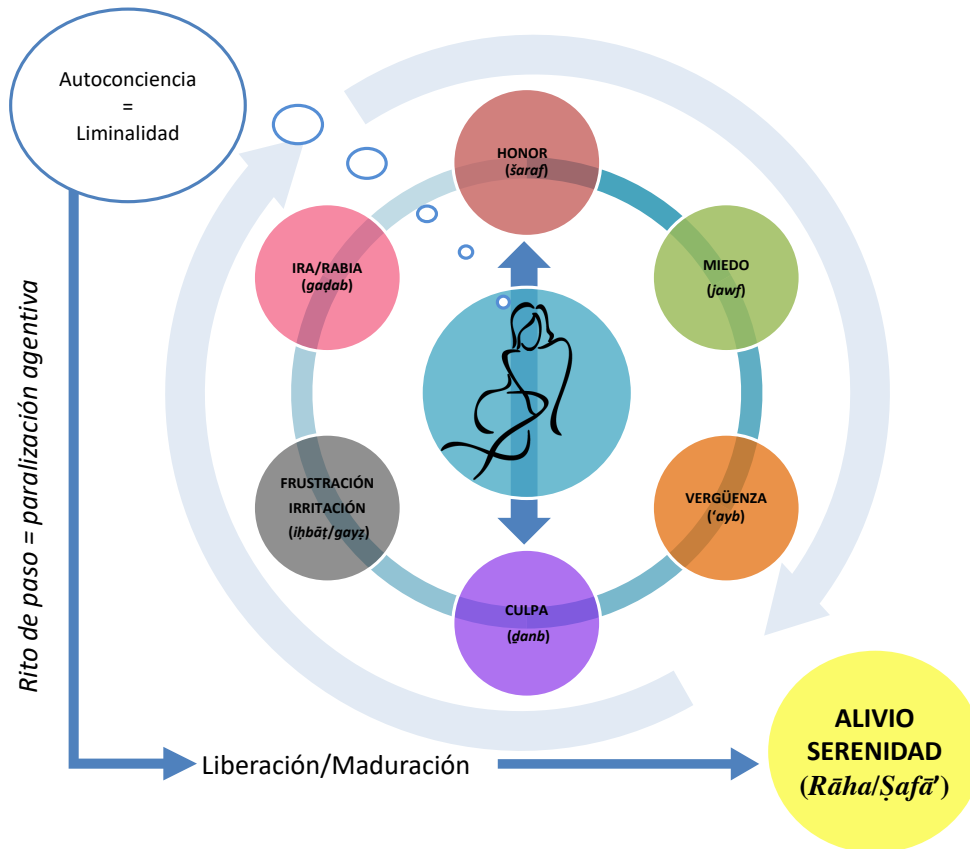 Autoconciencia
=
Liminalidad
HONOR
(šaraf)
MIEDO
(jawf)
VERGÜENZA
(‘ayb)
CULPA
(ḏanb)
FRUSTRACIÓN
IRRITACIÓN
(iḥbāṭ/gayẓ)
IRA/RABIA
(gaḍab)
Rito de paso = paralización agentiva
Liberación/Maduración
ALIVIO
SERENIDAD
(Rāha/Ṣafā’)